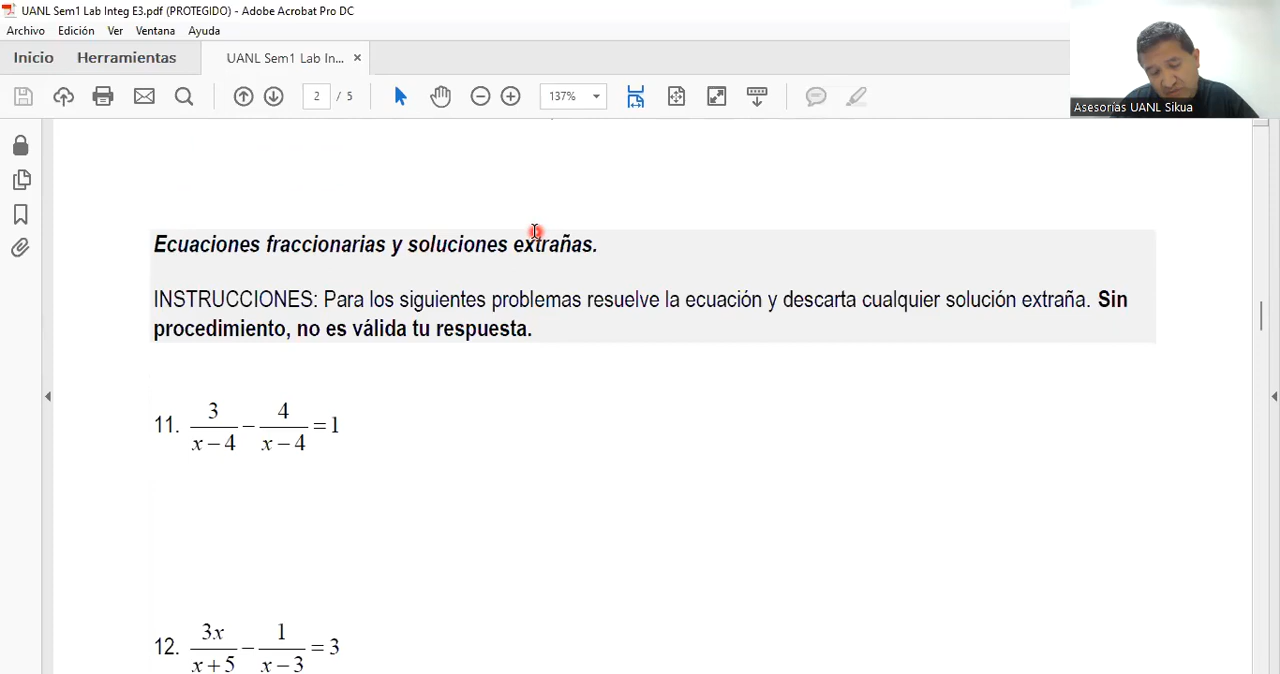 UANL Sem1 Lab Integ E3.pdf (PROTEGIDO) - Adobe Acrobat Pro DC
Archivo Edición Ver Ventana Ayuda
Inicio Herramientas UANL Sem1 Lab In... ×
2 / 5 137%
Asesorías UANL Sikua
Ecuaciones fraccionarias y soluciones extrañas.
INSTRUCCIONES: Para los siguientes problemas resuelve la ecuación y descarta cualquier solución extraña. Sin
procedimiento, no es válida tu respuesta.
11. 3/(x − 4) − 4/(x − 4) = 1
12. 3x/(x + 5) − 1/(x − 3) = 3